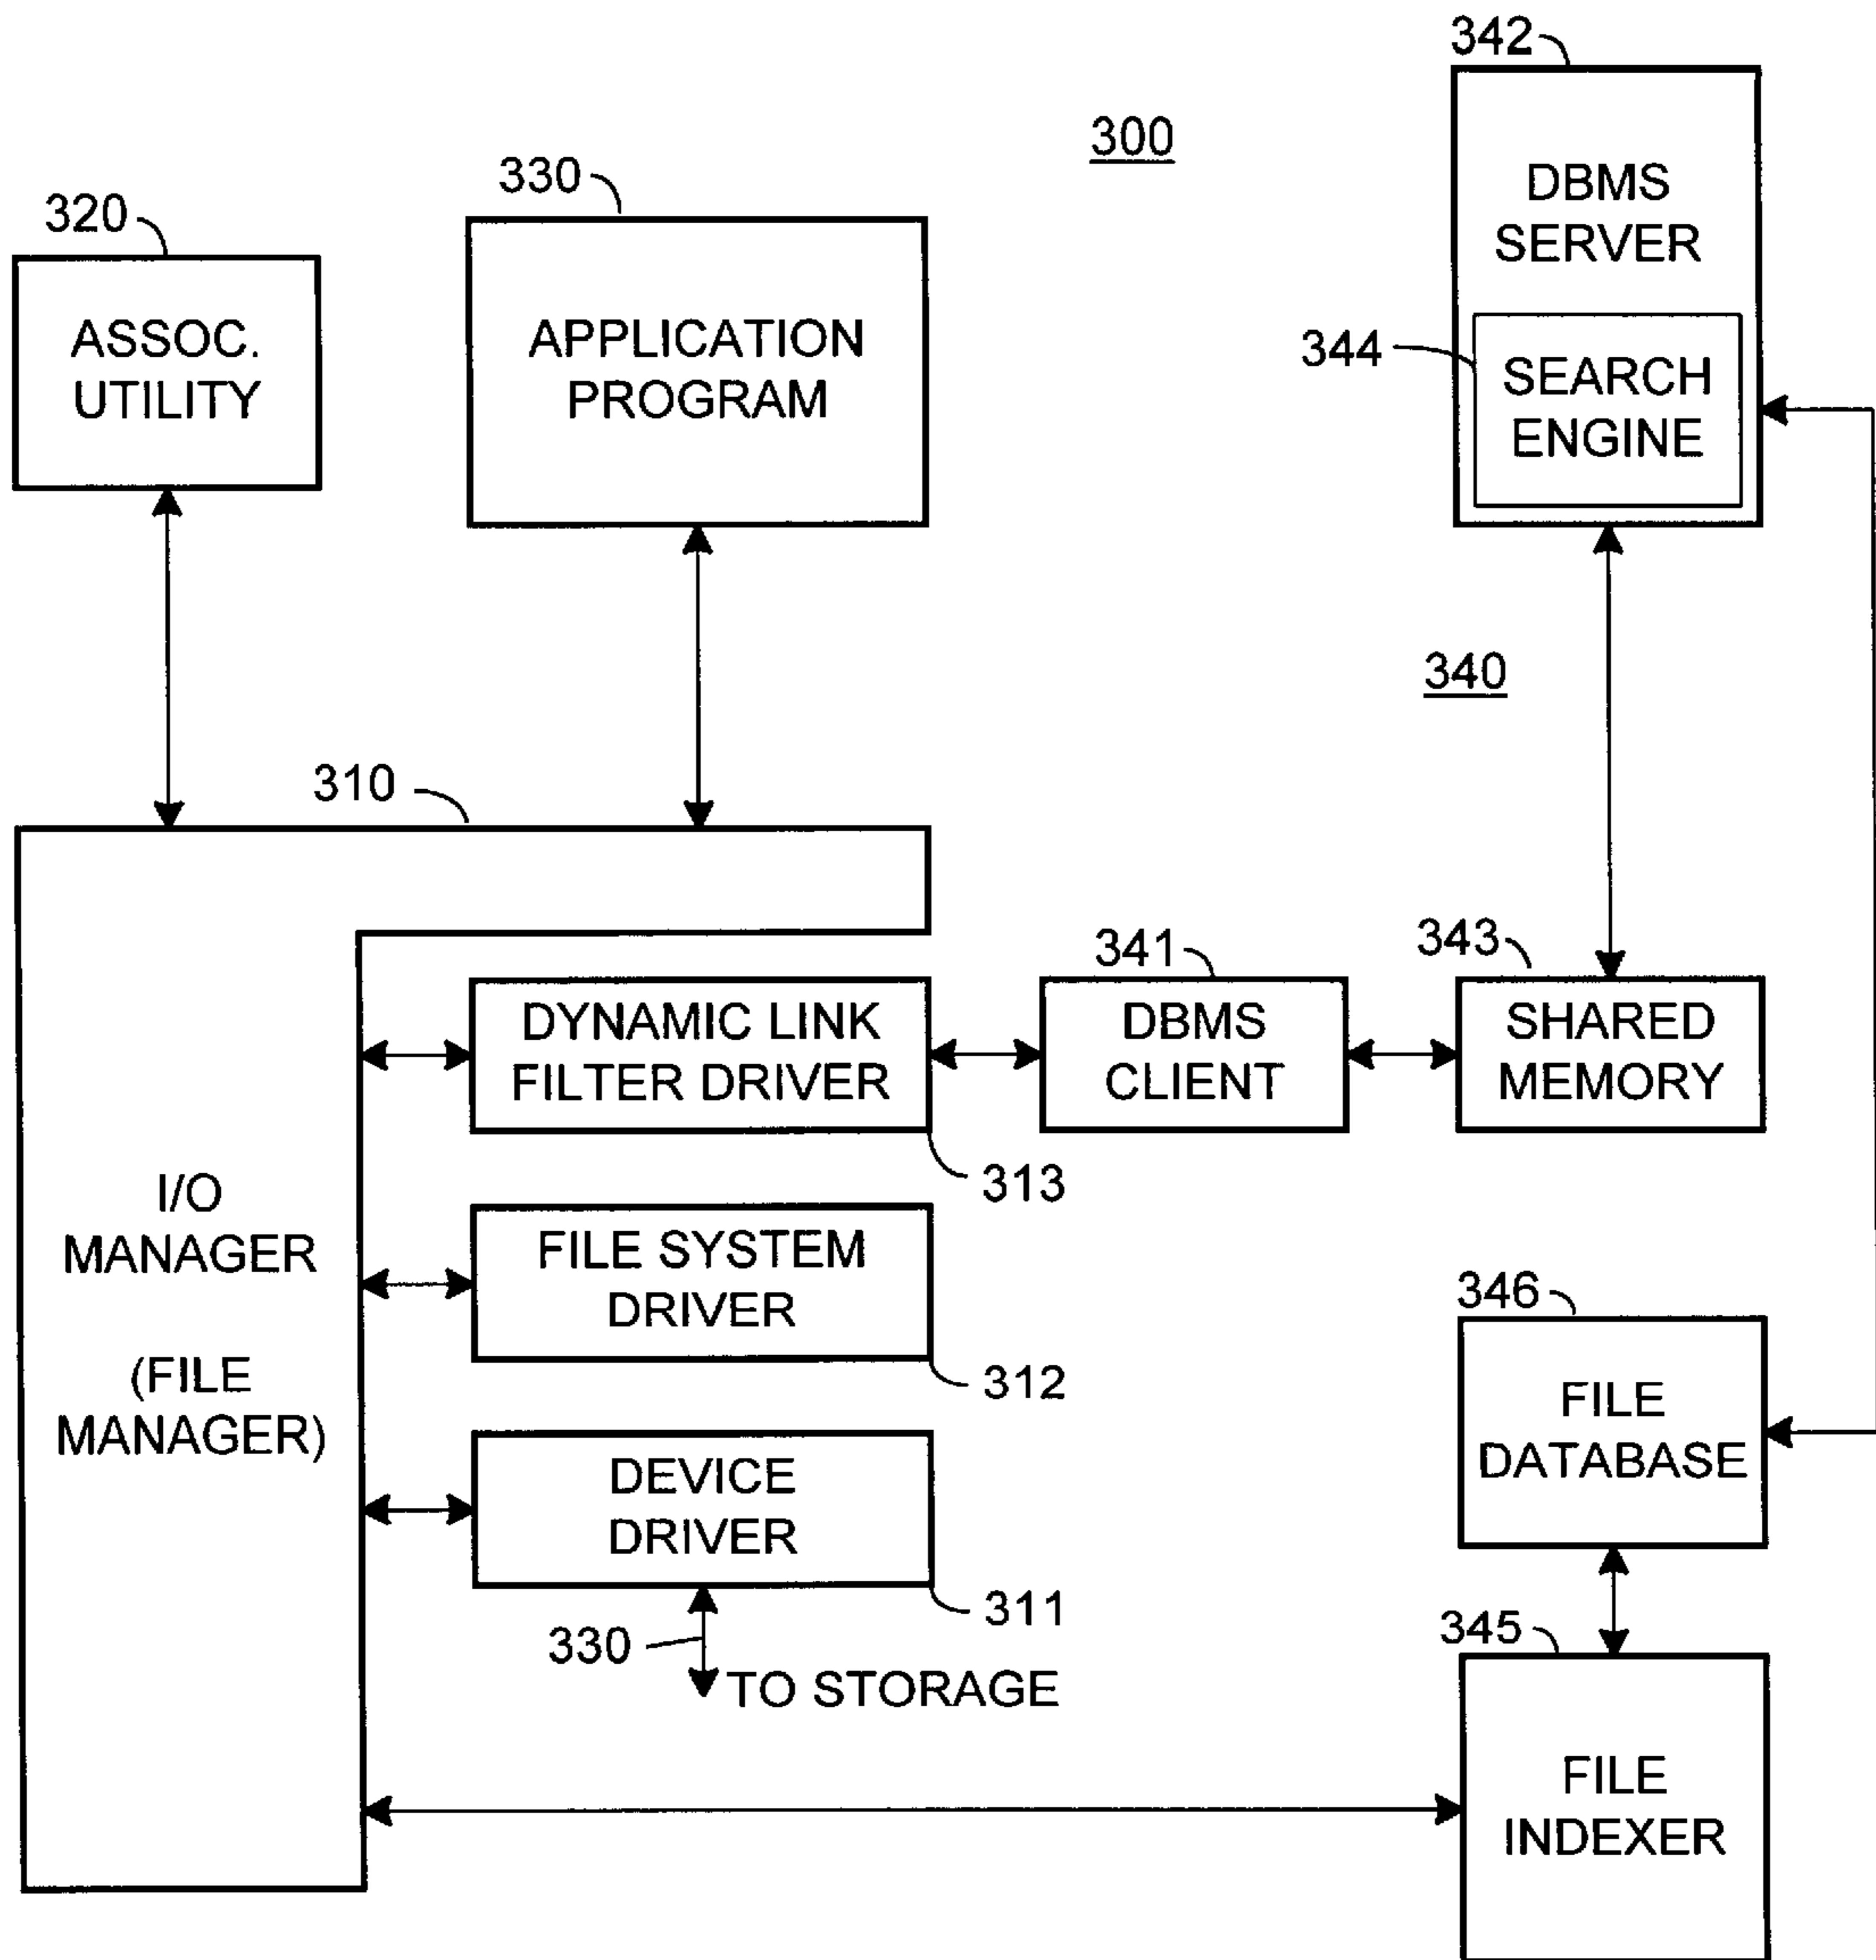 342
300
DBMS
SERVER
330
320
344
SEARCH
ENGINE
ASSOC.
UTILITY
APPLICATION
PROGRAM
340
310
341
343
DYNAMIC LINK
FILTER DRIVER
DBMS
CLIENT
SHARED
MEMORY
313
I/O
MANAGER
(FILE
MANAGER)
FILE SYSTEM
DRIVER
312
346
FILE
DATABASE
DEVICE
DRIVER
311
330
TO STORAGE
345
FILE
INDEXER